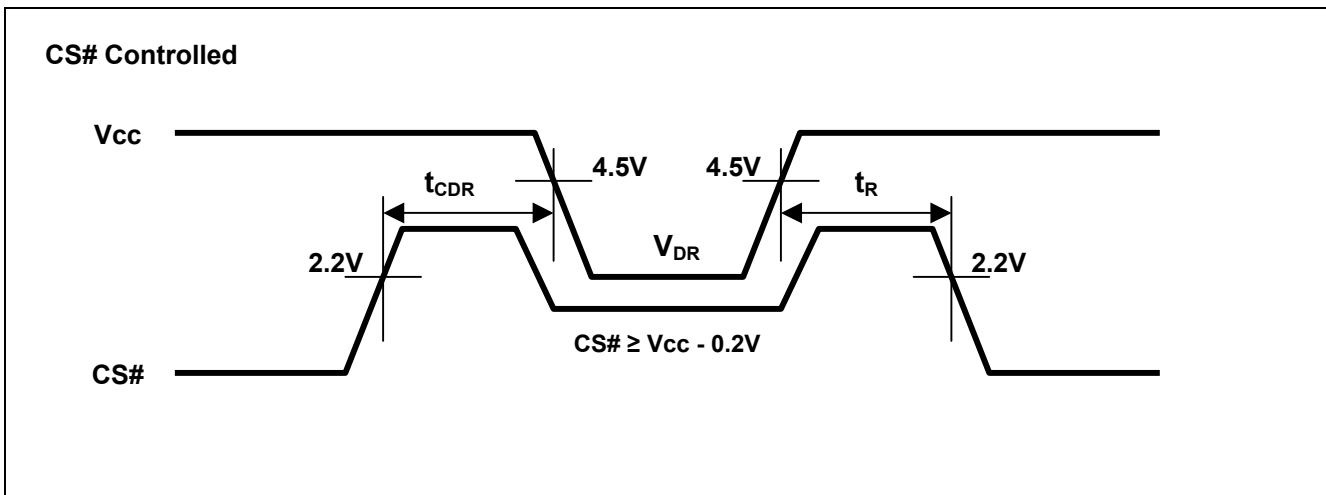 CS# Controlled
Vcc
4.5V
4.5V
tCDR
tR
VDR
2.2V
2.2V
CS# ≥ Vcc - 0.2V
CS#